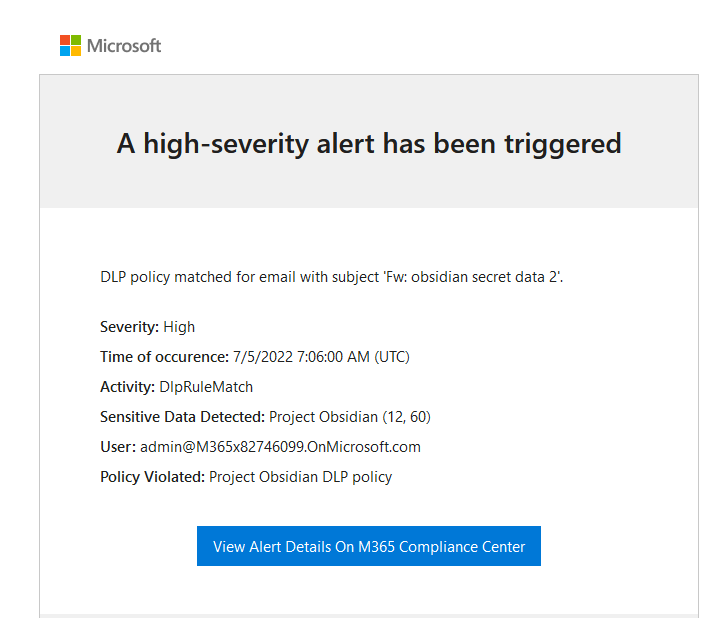 Microsoft
A high-severity alert has been triggered
DLP policy matched for email with subject 'Fw: obsidian secret data 2'.
Severity: High
Time of occurence: 7/5/2022 7:06:00 AM (UTC)
Activity: DlpRuleMatch
Sensitive Data Detected: Project Obsidian (12, 60)
User: admin@M365x82746099.OnMicrosoft.com
Policy Violated: Project Obsidian DLP policy
View Alert Details On M365 Compliance Center